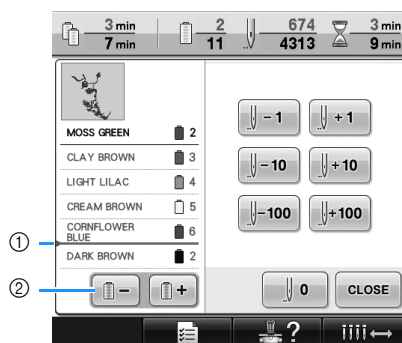 3 min 2 674 3 min
7 min 11 4313 9 min
MOSS GREEN 2
CLAY BROWN 3
LIGHT LILAC 4
CREAM BROWN 5
CORNFLOWER
BLUE 6
DARK BROWN 2
-1 +1
-10 +10
-100 +100
- + 0 CLOSE
?
①
②